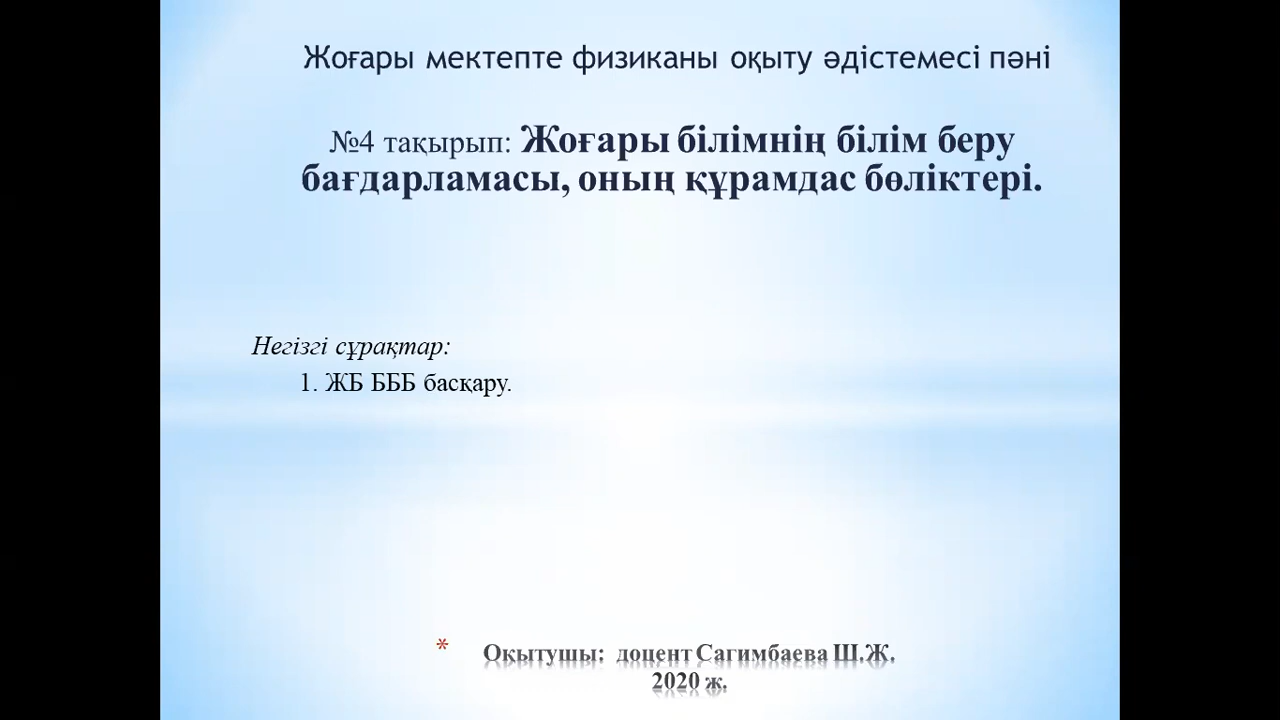 Жоғары мектепте физиканы оқыту әдістемесі пәні
№4 тақырып: Жоғары білімнің білім беру
бағдарламасы, оның құрамдас бөліктері.
Негізгі сұрақтар:
1. ЖБ БББ басқару.
* Оқытушы: доцент Сагимбаева Ш.Ж.
2020 ж.